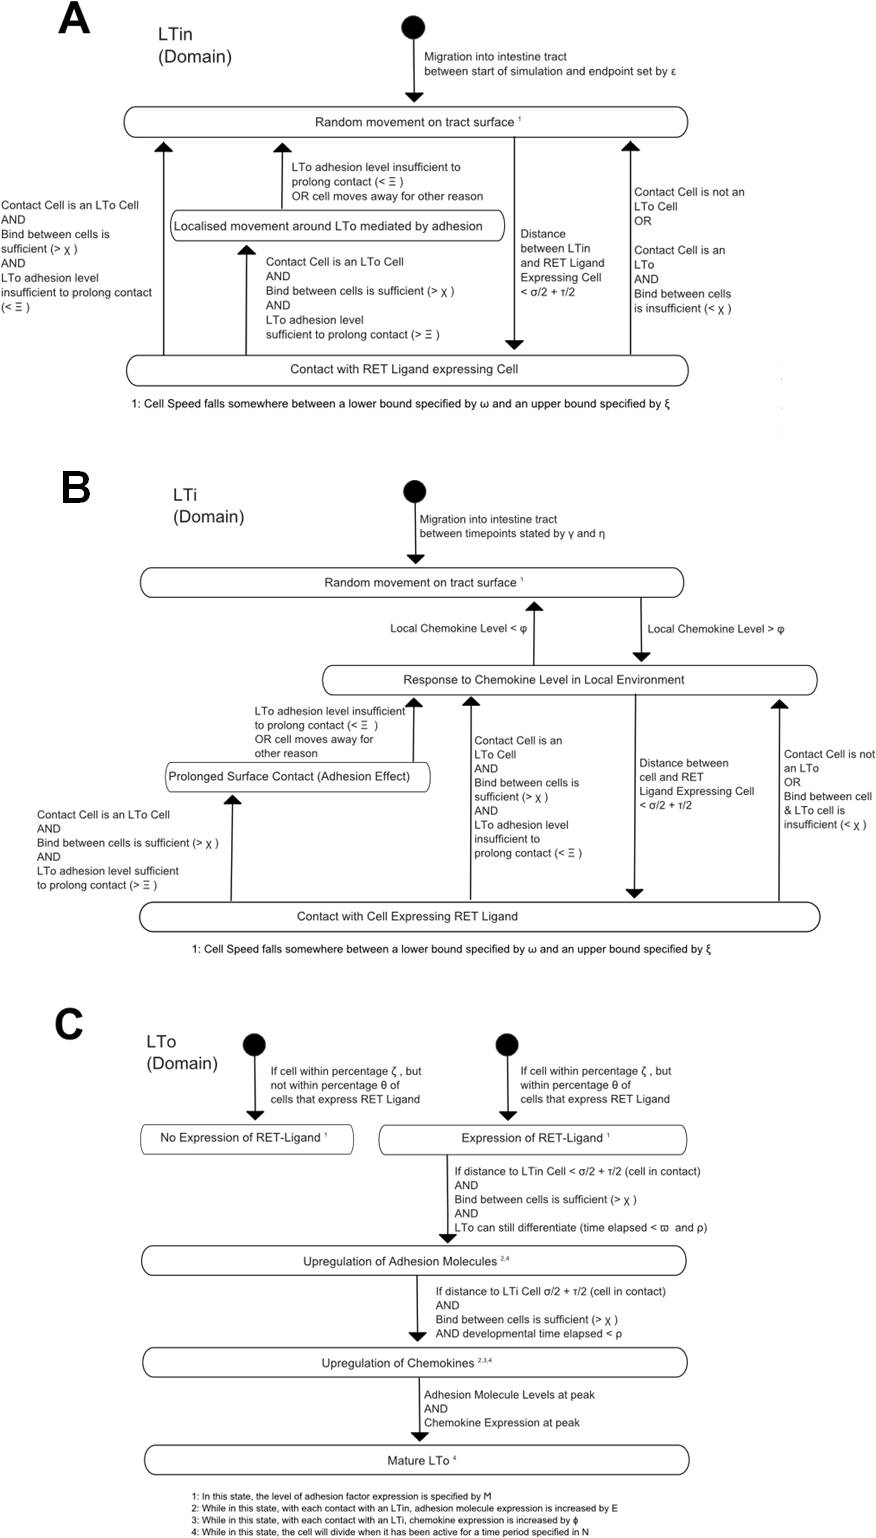 A
LTin
(Domain)
Migration into intestine tract
between start of simulation and endpoint set by ε
Random movement on tract surface 1
LTo adhesion level insufficient to
prolong contact (< Ξ )
OR cell moves away for other reason
Contact Cell is an LTo Cell
AND
Bind between cells is
sufficient (> χ )
AND
LTo adhesion level
insufficient to prolong contact
(< Ξ )
Localised movement around LTo mediated by adhesion
Contact Cell is an LTo Cell
AND
Bind between cells is sufficient (> χ )
AND
LTo adhesion level
sufficient to prolong contact (> Ξ )
Distance
between LTin
and RET Ligand
Expressing Cell
< σ/2 + τ/2
Contact Cell is not an
LTo Cell
OR
Contact Cell is an
LTo
AND
Bind between cells
is insufficient (< χ )
Contact with RET Ligand expressing Cell
1: Cell Speed falls somewhere between a lower bound specified by ω and an upper bound specified by ξ
B
LTi
(Domain)
Migration into intestine tract
between timepoints stated by γ and η
Random movement on tract surface 1
Local Chemokine Level < φ
Local Chemokine Level > φ
Response to Chemokine Level in Local Environment
LTo adhesion level insufficient
to prolong contact (< Ξ )
OR cell moves away for
other reason
Prolonged Surface Contact (Adhesion Effect)
Contact Cell is an LTo Cell
AND
Bind between cells is sufficient (> χ )
AND
LTo adhesion level sufficient
to prolong contact (> Ξ )
Contact Cell is an
LTo Cell
AND
Bind between cells is
sufficient (> χ )
AND
LTo adhesion level
insufficient to
prolong contact (< Ξ )
Distance between
cell and RET
Ligand Expressing Cell
< σ/2 + τ/2
Contact Cell is not
an LTo
OR
Bind between cell
& LTo cell is
insufficient (< χ )
Contact with Cell Expressing RET Ligand
1: Cell Speed falls somewhere between a lower bound specified by ω and an upper bound specified by ξ
C
LTo
(Domain)
If cell within percentage ζ , but
not within percentage θ of
cells that express RET Ligand
If cell within percentage ζ , but
within percentage θ of
cells that express RET Ligand
No Expression of RET-Ligand 1
Expression of RET-Ligand 1
If distance to LTin Cell < σ/2 + τ/2 (cell in contact)
AND
Bind between cells is sufficient (> χ )
AND
LTo can still differentiate (time elapsed < ϖ and ρ)
Upregulation of Adhesion Molecules 2,4
If distance to LTi Cell σ/2 + τ/2 (cell in contact)
AND
Bind between cells is sufficient (> χ )
AND developmental time elapsed < ρ
Upregulation of Chemokines 2,3,4
Adhesion Molecule Levels at peak
AND
Chemokine Expression at peak
Mature LTo 4
1: In this state, the level of adhesion factor expression is specified by M
2: While in this state, with each contact with an LTin, adhesion molecule expression is increased by E
3: While in this state, with each contact with an LTi, chemokine expression is increased by ϕ
4: While in this state, the cell will divide when it has been active for a time period specified in N